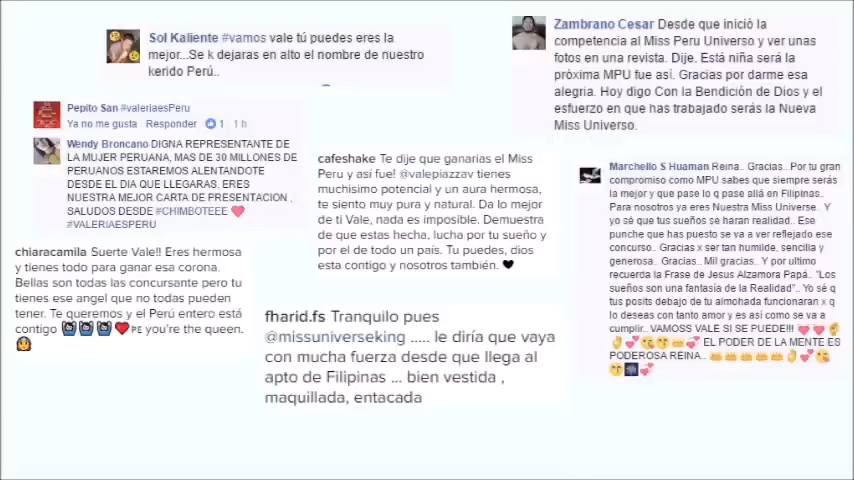 Sol Kaliente #vamos vale tú puedes eres la
mejor...Se k dejaras en alto el nombre de nuestro
kerido Perú..
Zambrano Cesar Desde que inició la
competencia al Miss Peru Universo y ver unas
fotos en una revista. Dije. Está niña será la
próxima MPU fue así. Gracias por darme esa
alegria. Hoy digo Con la Bendición de Dios y el
esfuerzo en que has trabajado serás la Nueva
Miss Universo.
Pepito San #valeriaesPeru
Ya no me gusta Responder 1 1 h
Wendy Broncano DIGNA REPRESENTANTE DE
LA MUJER PERUANA, MAS DE 30 MILLONES DE
PERUANOS ESTAREMOS ALENTANDOTE
DESDE EL DIA QUE LLEGARAS, ERES
NUESTRA MEJOR CARTA DE PRESENTACION ,
SALUDOS DESDE #CHIMBOTEEE ❤
#VALERIAESPERU
cafeshake Te dije que ganarías el Miss
Peru y así fue! @valepiazzav tienes
muchisimo potencial y un aura hermosa,
te siento muy pura y natural. Da lo mejor
de ti Vale, nada es imposible. Demuestra
de que estas hecha, lucha por tu sueño y
por el de todo un país. Tu puedes, dios
esta contigo y nosotros también. 🖤
Marchello S Huaman Reina.. Gracias.. Por tu gran
compromiso como MPU sabes que siempre serás
la mejor y que pase lo q pase allá en Filipinas..
Para nosotros ya eres Nuestra Miss Universe.. Y
yo sé que tus sueños se haran realidad.. Ese
punche que has puesto se va a ver reflejado ese
concurso.. Gracias x ser tan humilde, sencilla y
generosa.. Gracias.. Mil gracias.. Y por ultimo
recuerda la Frase de Jesus Alzamora Papá.. "Los
sueños son una fantasía de la Realidad".. Yo sé q
tus posits debajo de tu almohada funcionaran x q
lo deseas con tanto amor y es así como se va a
cumplir.. VAMOSS VALE SI SE PUEDE!!!
EL PODER DE LA MENTE ES
PODEROSA REINA..
chiaracamila Suerte Vale!! Eres hermosa
y tienes todo para ganar esa corona.
Bellas son todas las concursante pero tu
tienes ese angel que no todas pueden
tener. Te queremos y el Perú entero está
contigo 🙆🙆🙆❤ PE you're the queen.
👸
fharid.fs Tranquilo pues
@missuniverseking ..... le diría que vaya
con mucha fuerza desde que llega al
apto de Filipinas ... bien vestida ,
maquillada, entacada